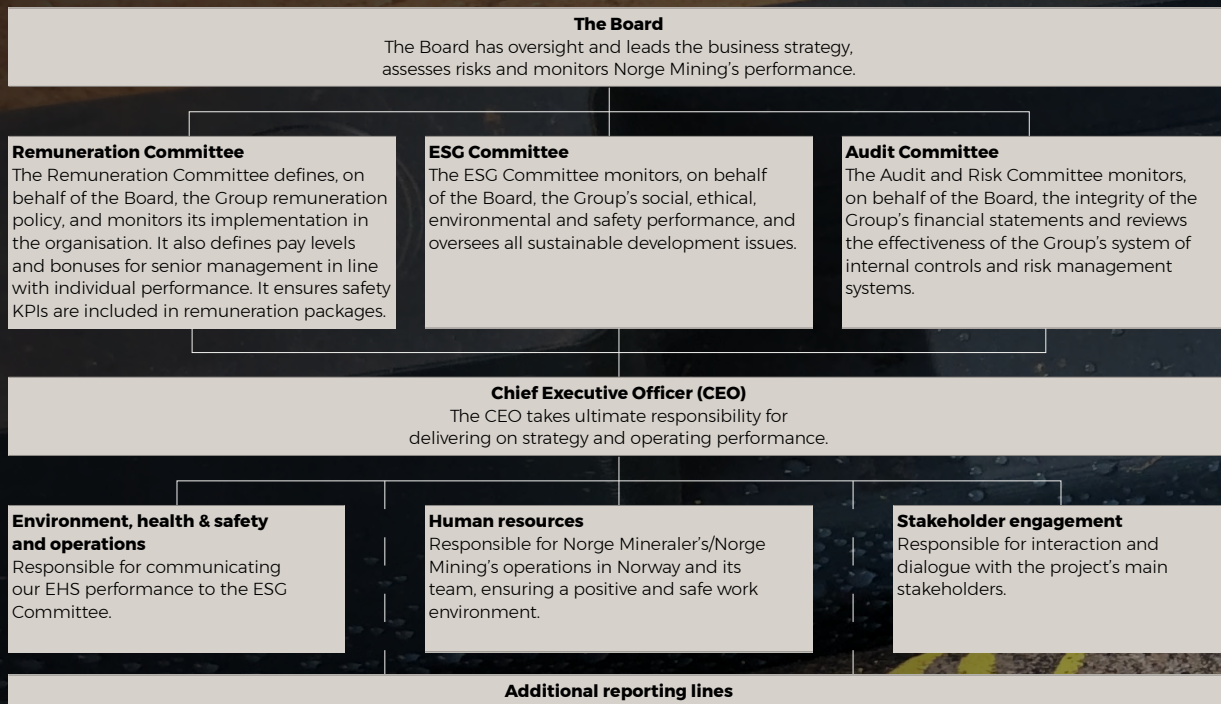 The Board
The Board has oversight and leads the business strategy,
assesses risks and monitors Norge Mining's performance.
Remuneration Committee
The Remuneration Committee defines, on
behalf of the Board, the Group remuneration
policy, and monitors its implementation in
the organisation. It also defines pay levels
and bonuses for senior management in line
with individual performance. It ensures safety
KPIs are included in remuneration packages.
ESG Committee
The ESG Committee monitors, on behalf
of the Board, the Group's social, ethical,
environmental and safety performance, and
oversees all sustainable development issues.
Audit Committee
The Audit and Risk Committee monitors,
on behalf of the Board, the integrity of the
Group's financial statements and reviews
the effectiveness of the Group's system of
internal controls and risk management
systems.
Chief Executive Officer (CEO)
The CEO takes ultimate responsibility for
delivering on strategy and operating performance.
Environment, health & safety
and operations
Responsible for communicating
our EHS performance to the ESG
Committee.
Human resources
Responsible for Norge Mineraler's/Norge
Mining's operations in Norway and its
team, ensuring a positive and safe work
environment.
Stakeholder engagement
Responsible for interaction and
dialogue with the project's main
stakeholders.
Additional reporting lines